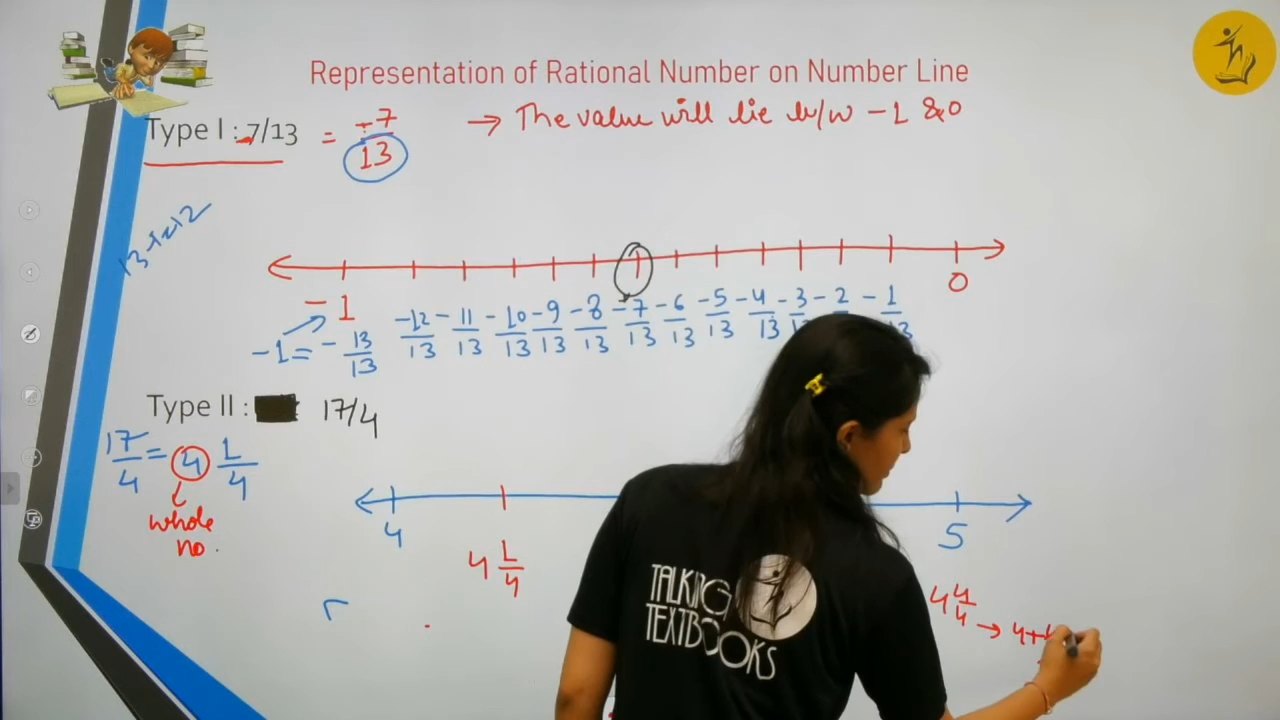 Representation of Rational Number on Number Line
Type I : -7/13 = -7/13 → The value will lie b/w -1 & 0
13-1=12
-1 0
-12/13 -11/13 -10/13 -9/13 -8/13 -7/13 -6/13 -5/13 -4/13 -3/13 -2 -1/13
-1 = -13/13
Type II : 17/4
17/4 = 4 1/4
whole no.
4 5
4 1/4 4 4/4 → 4+4
TALKING
TEXTBOOKS